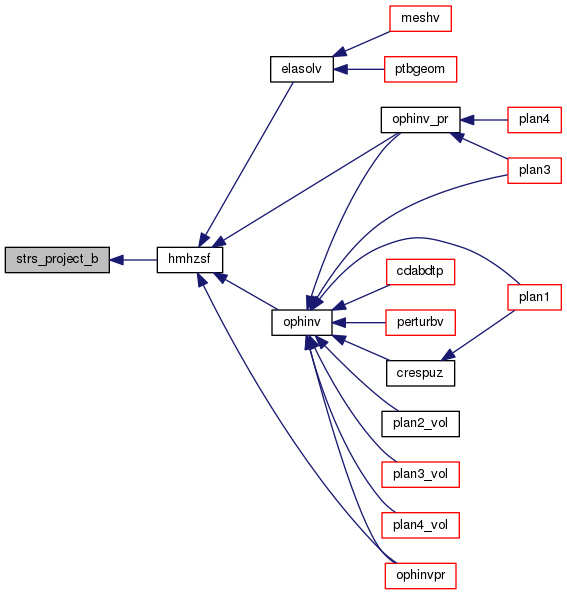 meshv
elasolv
ptbgeom
ophinv_pr
plan4
plan3
strs_project_b
hmhzsf
cdabdtp
plan1
ophinv
perturbv
crespuz
plan2_vol
plan3_vol
plan4_vol
ophinvpr